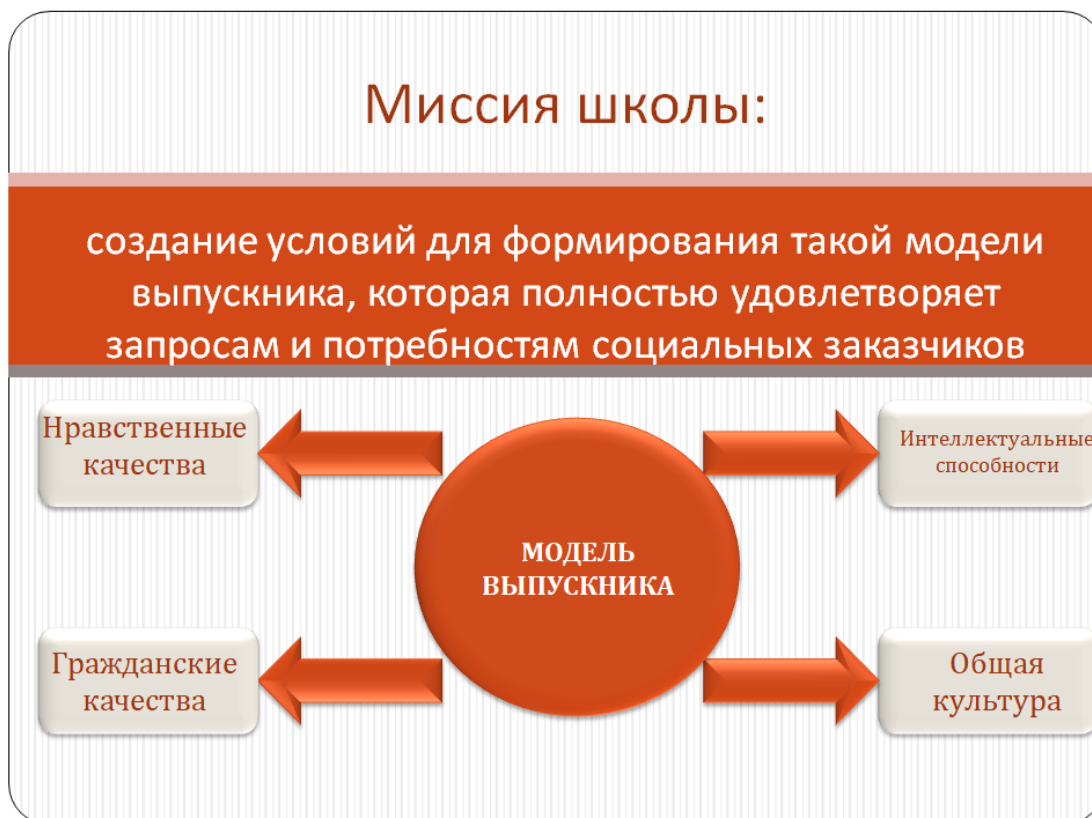 Миссия школы:
создание условий для формирования такой модели
выпускника, которая полностью удовлетворяет
запросам и потребностям социальных заказчиков
Нравственные
качества
Интеллектуальные
способности
МОДЕЛЬ
ВЫПУСКНИКА
Гражданские
качества
Общая
культура